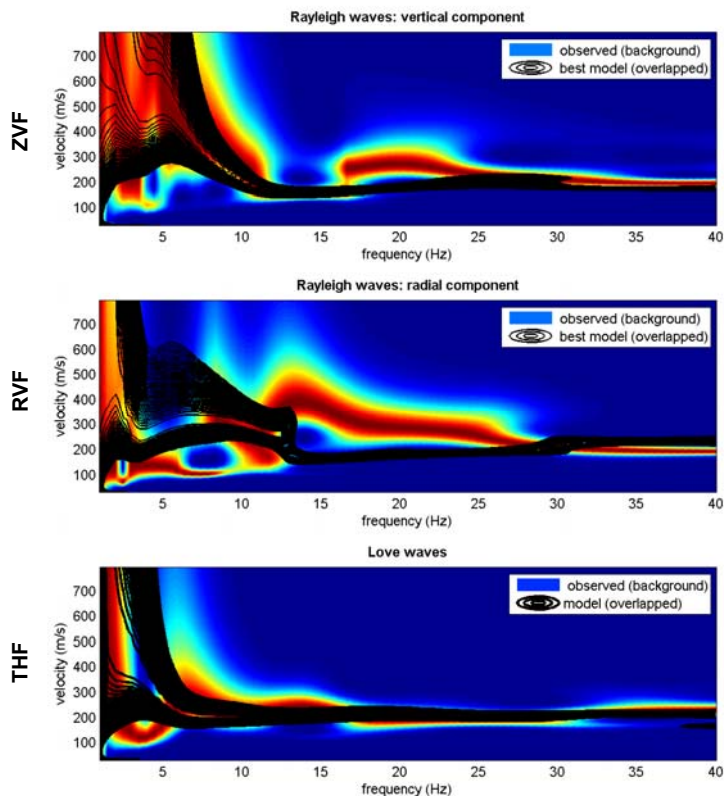 Rayleigh waves: vertical component
ZVF
velocity (m/s)
700
600
500
400
300
200
100
observed (background)
best model (overlapped)
5 10 15 20 25 30 35 40
frequency (Hz)
Rayleigh waves: radial component
RVF
velocity (m/s)
700
600
500
400
300
200
100
observed (background)
best model (overlapped)
5 10 15 20 25 30 35 40
frequency (Hz)
Love waves
THF
velocity (m/s)
700
600
500
400
300
200
100
observed (background)
model (overlapped)
5 10 15 20 25 30 35 40
frequency (Hz)